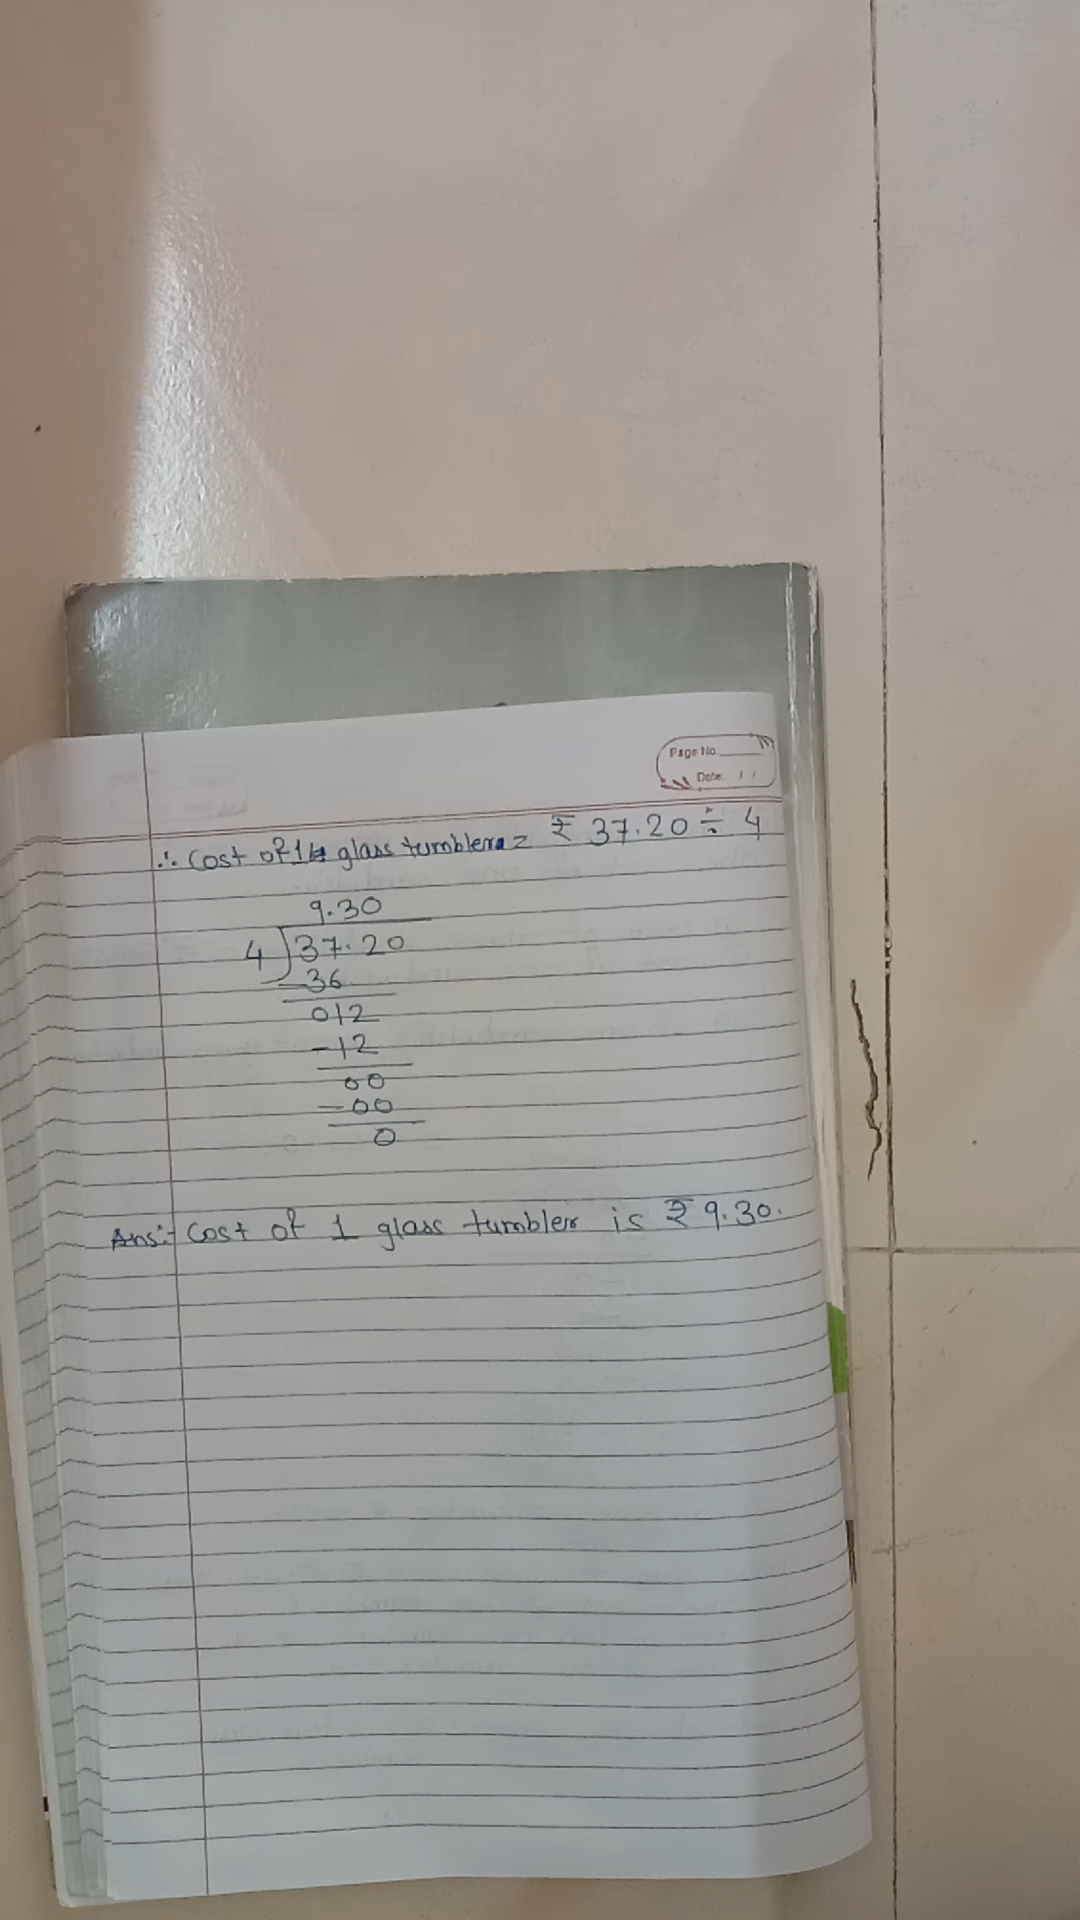 Page No.
Date: / /
∴ Cost of 1 glass tumbler = ₹ 37.20 ÷ 4
9.30
4 ) 37.20
-36
012
-12
00
-00
0
Ans:- Cost of 1 glass tumbler is ₹ 9.30.